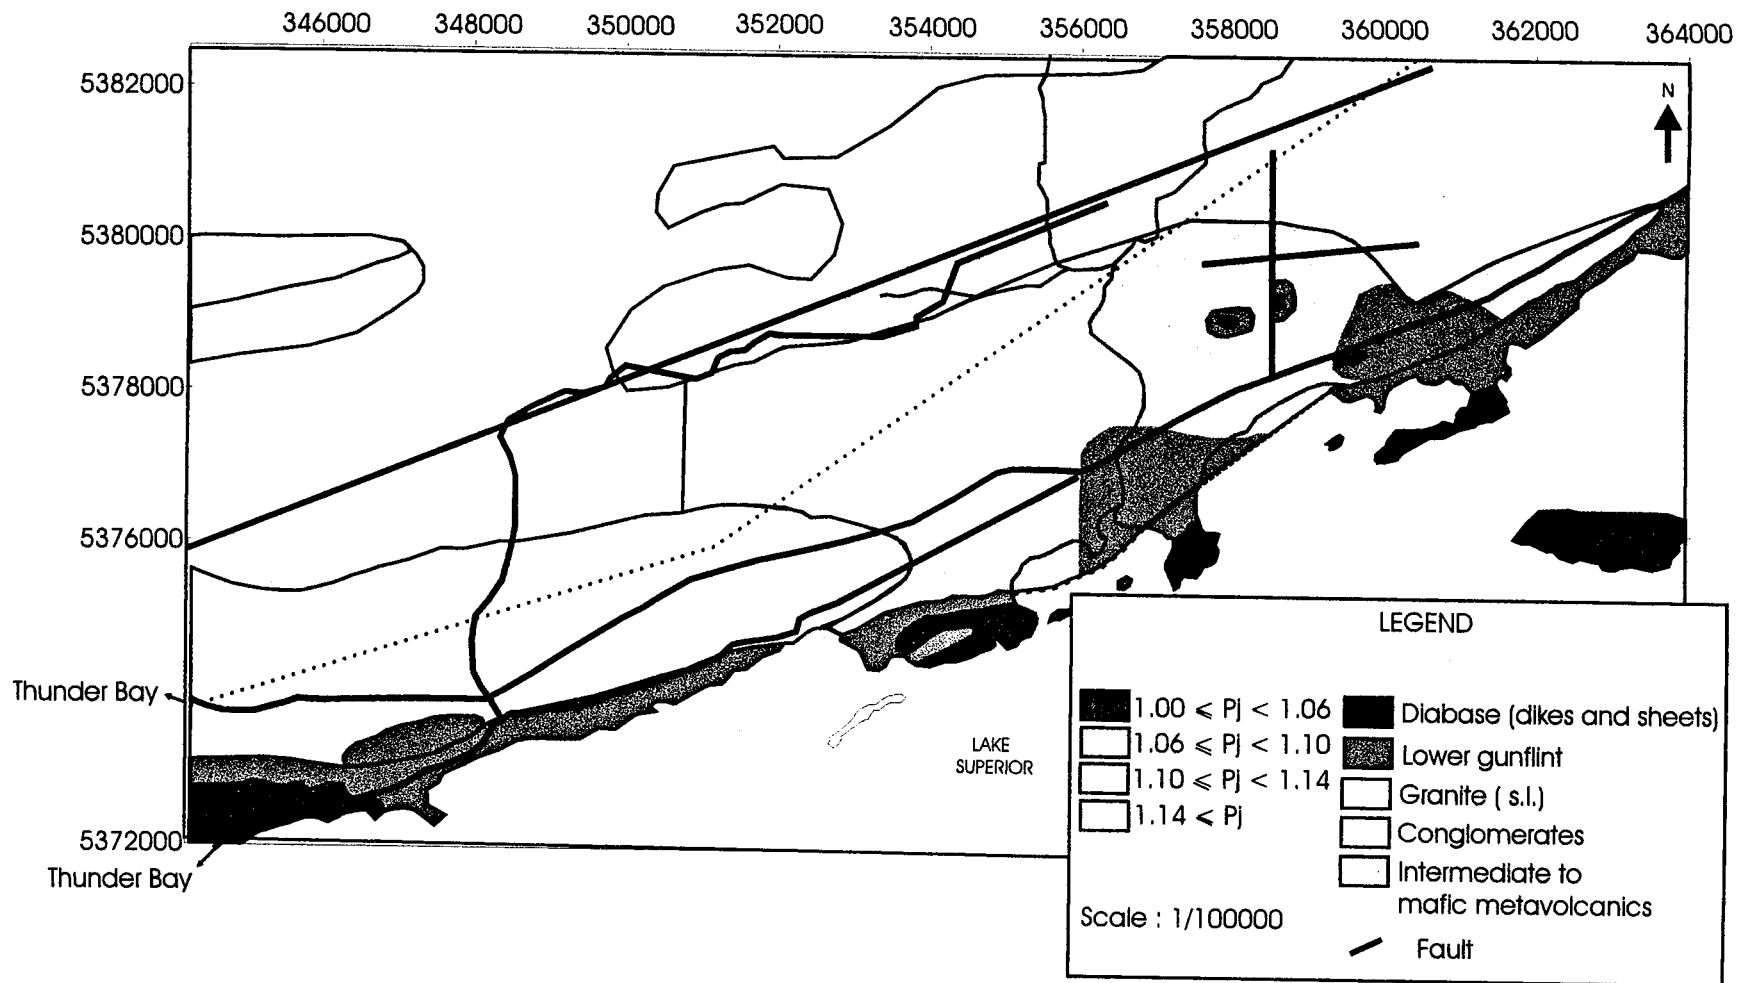 346000 348000 350000 352000 354000 356000 358000 360000 362000 364000
5382000
N
5380000
5378000
5376000
Thunder Bay
5372000
Thunder Bay
LAKE
SUPERIOR
LEGEND
1.00 ⩽ Pj < 1.06
1.06 ⩽ Pj < 1.10
1.10 ⩽ Pj < 1.14
1.14 ⩽ Pj
Scale : 1/100000
Diabase (dikes and sheets)
Lower gunflint
Granite ( s.l.)
Conglomerates
Intermediate to
mafic metavolcanics
Fault